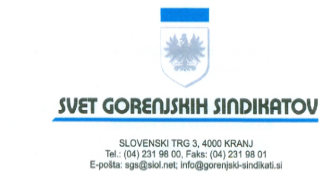 SVET GORENJSKIH SINDIKATOV
SLOVENSKI TRG 3, 4000 KRANJ
Tel.: (04) 231 98 00, Faks: (04) 231 98 01
E-pošta: sgs@siol.net; info@gorenjski-sindikati.si